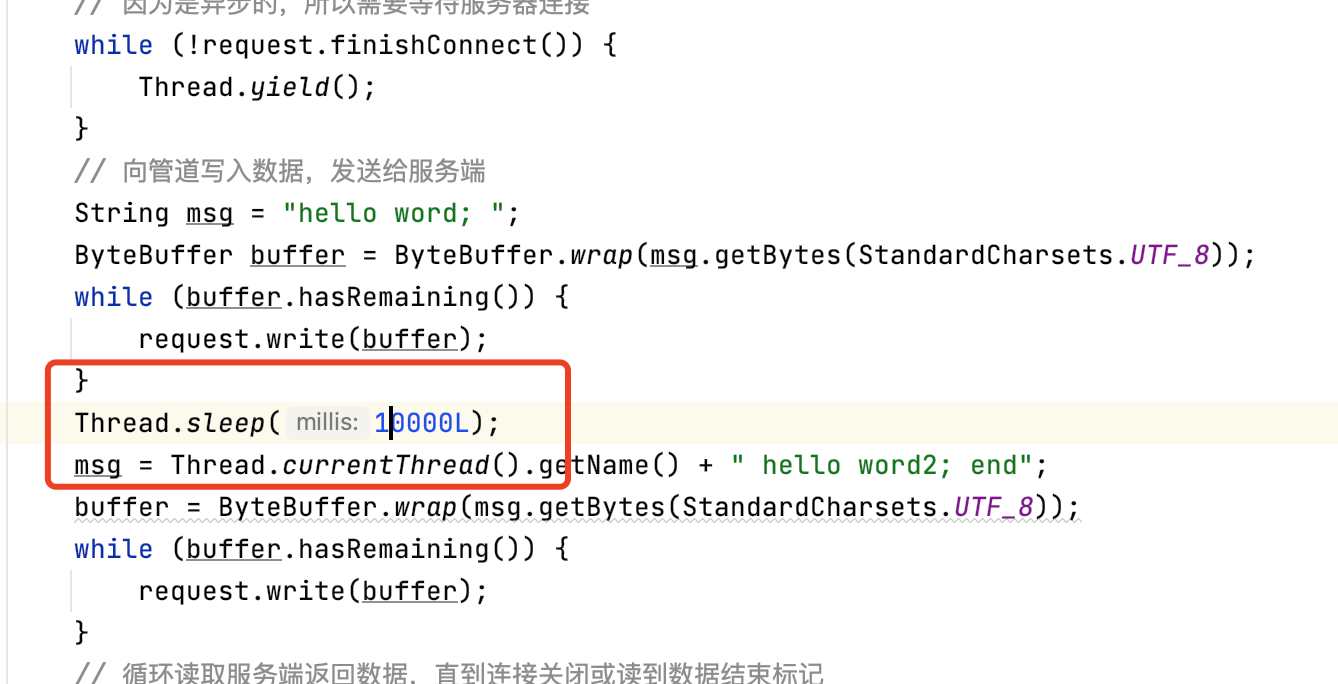 // 因为是异步的，所以需要等待服务器连接
while (!request.finishConnect()) {
Thread.yield();
}
// 向管道写入数据，发送给服务端
String msg = "hello word; ";
ByteBuffer buffer = ByteBuffer.wrap(msg.getBytes(StandardCharsets.UTF_8));
while (buffer.hasRemaining()) {
request.write(buffer);
}
Thread.sleep( millis: 10000L);
msg = Thread.currentThread().getName() + " hello word2; end";
buffer = ByteBuffer.wrap(msg.getBytes(StandardCharsets.UTF_8));
while (buffer.hasRemaining()) {
request.write(buffer);
}
// 循环读取服务端返回数据，直到连接关闭或读到数据结束标记